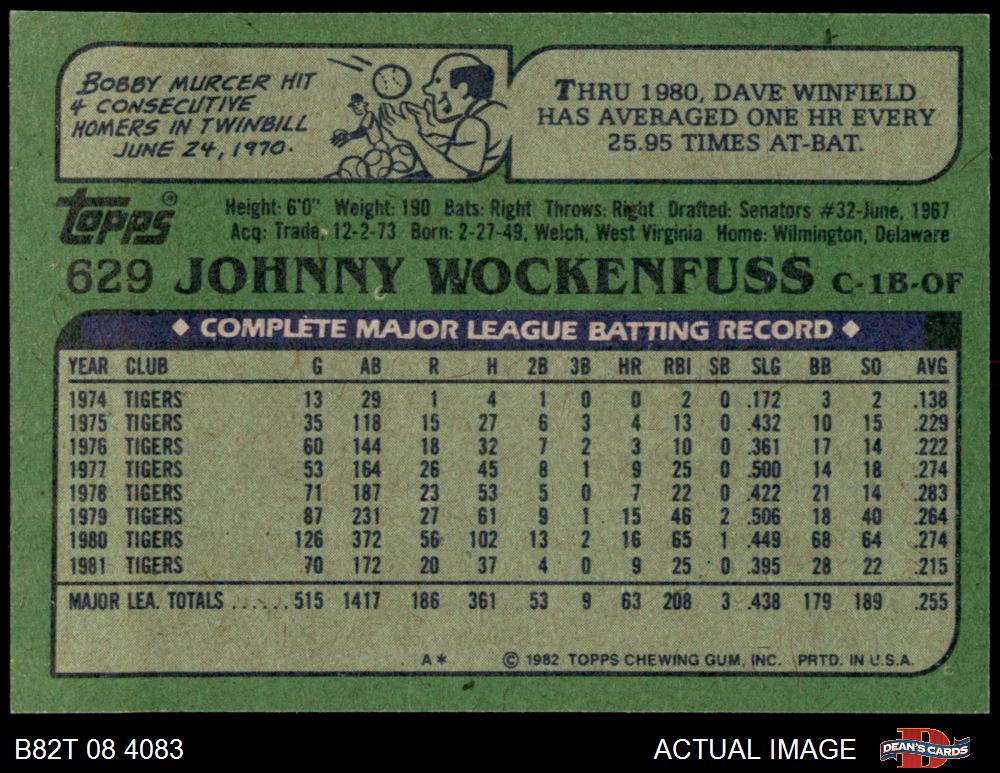 BOBBY MURCER HIT
4 CONSECUTIVE
HOMERS IN TWINBILL
JUNE 24, 1970.
THRU 1980, DAVE WINFIELD
HAS AVERAGED ONE HR EVERY
25.95 TIMES AT-BAT.
topps®
Height: 6'0" Weight: 190 Bats: Right Throws: Right Drafted: Senators #32-June, 1967
Acq: Trade, 12-2-73 Born: 2-27-49, Welch, West Virginia Home: Wilmington, Delaware
629 JOHNNY WOCKENFUSS C-1B-OF
◆ COMPLETE MAJOR LEAGUE BATTING RECORD ◆
YEAR CLUB G AB R H 2B 3B HR RBI SB SLG BB SO AVG
1974 TIGERS 13 29 1 4 1 0 0 2 0 .172 3 2 .138
1975 TIGERS 35 118 15 27 6 3 4 13 0 .432 10 15 .229
1976 TIGERS 60 144 18 32 7 2 3 10 0 .361 17 14 .222
1977 TIGERS 53 164 26 45 8 1 9 25 0 .500 14 18 .274
1978 TIGERS 71 187 23 53 5 0 7 22 0 .422 21 14 .283
1979 TIGERS 87 231 27 61 9 1 15 46 2 .506 18 40 .264
1980 TIGERS 126 372 56 102 13 2 16 65 1 .449 68 64 .274
1981 TIGERS 70 172 20 37 4 0 9 25 0 .395 28 22 .215
MAJOR LEA. TOTALS ...... 515 1417 186 361 53 9 63 208 3 .438 179 189 .255
A* © 1982 TOPPS CHEWING GUM, INC. PRTD. IN U.S.A.
B82T 08 4083 ACTUAL IMAGE DEAN'S CARDS